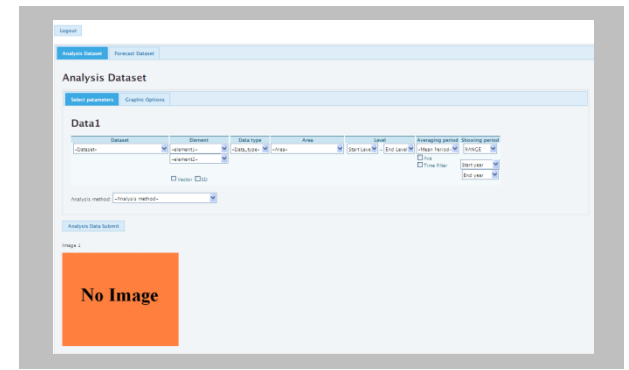 Logout
Analysis Dataset Forecast Dataset
Analysis Dataset
Select parameters Graphic Options
Data1
Dataset Element Data type Area Level Averaging period Showing period
-Dataset- -element1- -Data_type- -Area- Start Level - End Level -Mean Period- RANGE
-element2- Ave
Time filter Start year
Vector SD End year
Analysis method: -Analysis method-
Analysis Data Submit
Image 1
No Image